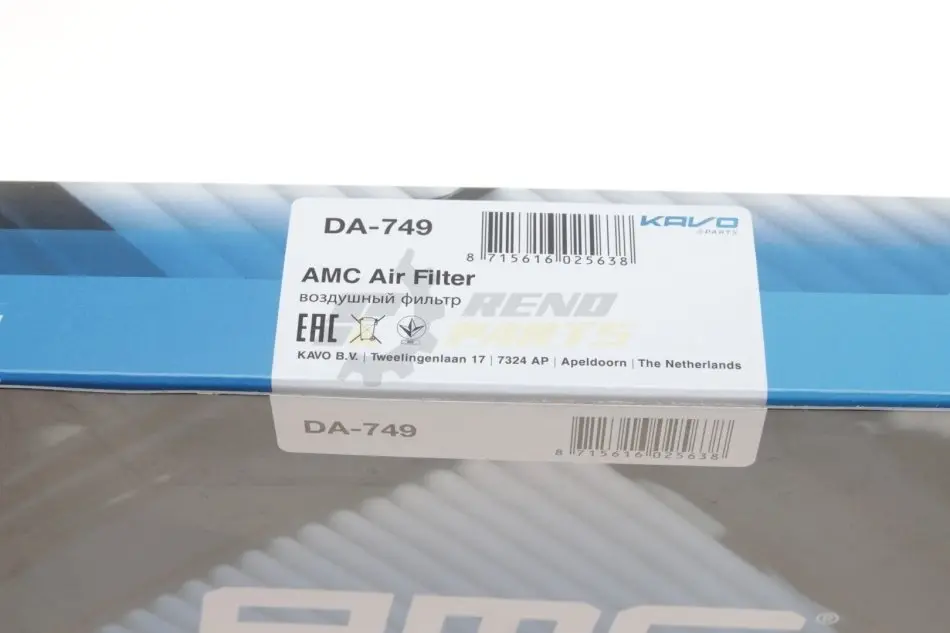 DA-749
8 715616 025638
KAVO
PARTS
AMC Air Filter
воздушный фильтр
EAC
RENO
PARTS
KAVO B.V. | Tweelingenlaan 17 | 7324 AP | Apeldoorn | The Netherlands
DA-749
8 715616 025638
AMC®